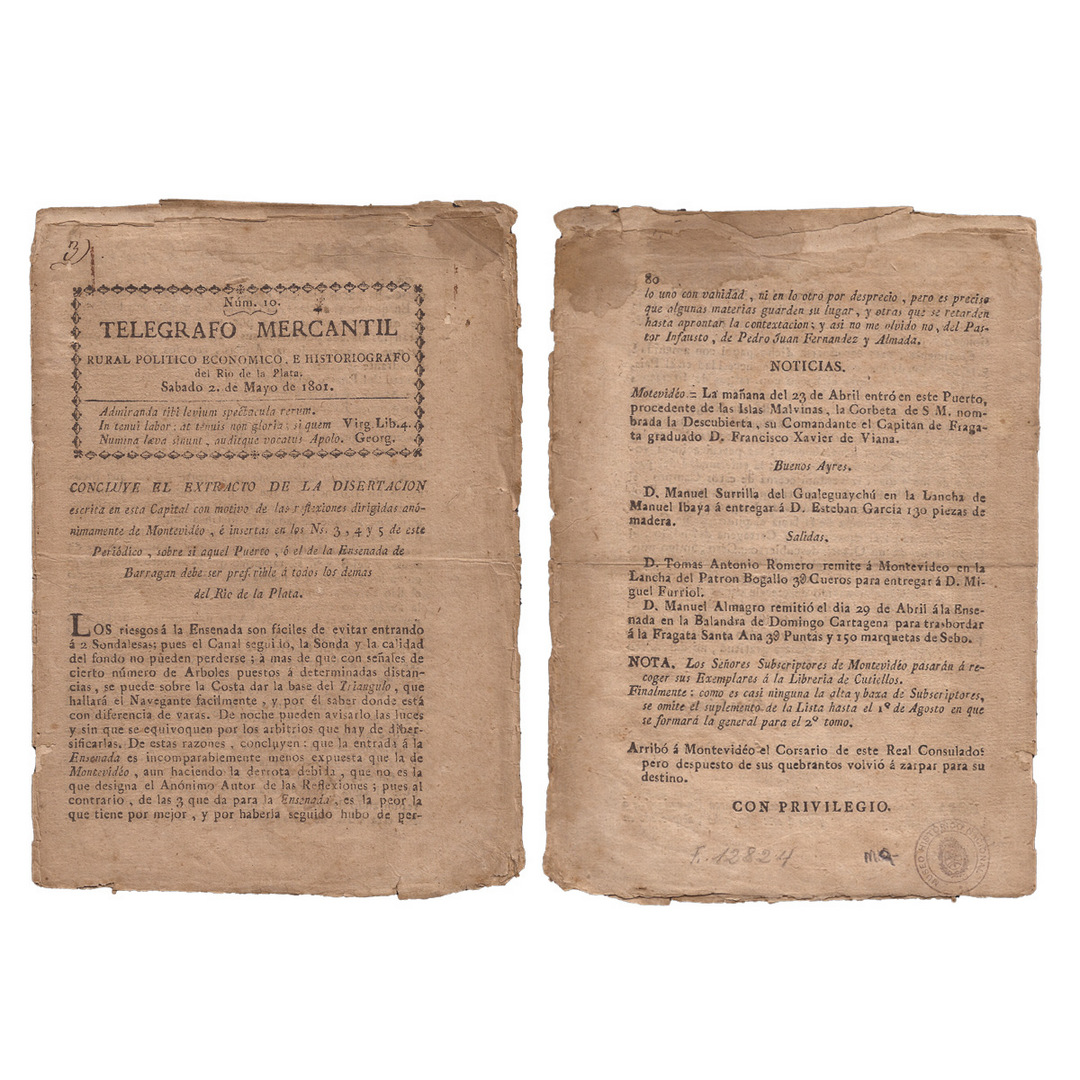 3)
Núm. 10.
TELEGRAFO MERCANTIL
RURAL POLITICO ECONOMICO, E HISTORIOGRAFO
del Rio de la Plata.
Sabado 2. de Mayo de 1801.
Admiranda tibi levium spectacula rerum.
In tenui labor: at tenuis non gloria: si quem Virg. Lib. 4.
Numina læva sinunt, auditque vocatus Apolo. Georg.
CONCLUYE EL EXTRACTO DE LA DISERTACION
escrita en esta Capital con motivo de las reflexiones dirigidas anó-
nimamente de Montevidéo, é insertas en los Ns. 3, 4 y 5 de este
Periódico, sobre si aquel Puerto, ó el de la Ensenada de
Barragan debe ser preferible á todos los demas
del Rio de la Plata.
LOS riesgos á la Ensenada son fáciles de evitar entrando
á 2 Sondalesas; pues el Canal seguido, la Sonda y la calidad
del fondo no pueden perderse; á mas de que con señales de
cierto número de Arboles puestos á determinadas distan-
cias, se puede sobre la Costa dar la base del Triangulo, que
hallará el Navegante facilmente, y por él saber donde está
con diferencia de varas. De noche pueden avisarlo las luces
y sin que se equivoquen por los arbitrios que hay de diver-
sificarlas. De estas razones, concluyen: que la entrada á la
Ensenada es incomparablemente menos expuesta que la de
Montevidéo, aun haciendo la derrota debida, que no es la
que designa el Anónimo Autor de las Reflexiones; pues al
contrario, de las 3 que da para la Ensenada, es la peor la
que tiene por mejor, y por haberla seguido hubo de per-
80
lo uno con vanidad, ni en lo otro por desprecio, pero es preciso
que algunas materias guarden su lugar, y otras que se retarden
hasta aprontar la contextacion; y asi no me olvido no, del Pas-
tor Infausto, de Pedro Juan Fernandez y Almada.
NOTICIAS.
Motevidéo = La mañana del 23 de Abril entró en este Puerto,
procedente de las Islas Malvinas, la Corbeta de S M. nom-
brada la Descubierta, su Comandante el Capitan de Fraga-
ta graduado D. Francisco Xavier de Viana.
Buenos Ayres.
D. Manuel Surrilla del Gualeguaychú en la Lancha de
Manuel Ibaya á entregar á D. Esteban Garcia 130 piezas de
madera.
Salidas.
D. Tomas Antonio Romero remite á Montevideo en la
Lancha del Patron Bogallo Cueros para entregar á D. Mi-
guel Furriol.
D. Manuel Almagro remitió el dia 29 de Abril á la Ense-
nada en la Balandra de Domingo Cartagena para trasbordar
á la Fragata Santa Ana Puntas y 150 marquetas de Sebo.
NOTA. Los Señores Subscriptores de Montevidéo pasarán á re-
coger sus Exemplares á la Libreria de Cutiellos.
Finalmente: como es casi ninguna la alta y baxa de Subscriptores,
se omite el suplemento de la Lista hasta el 1º de Agosto en que
se formará la general para el 2º tomo.
Arribó á Montevidéo el Corsario de este Real Consulado:
pero despuesto de sus quebrantos volvió á zarpar para su
destino.
CON PRIVILEGIO.
F. 12824
MUSEO HISTORICO NACIONAL